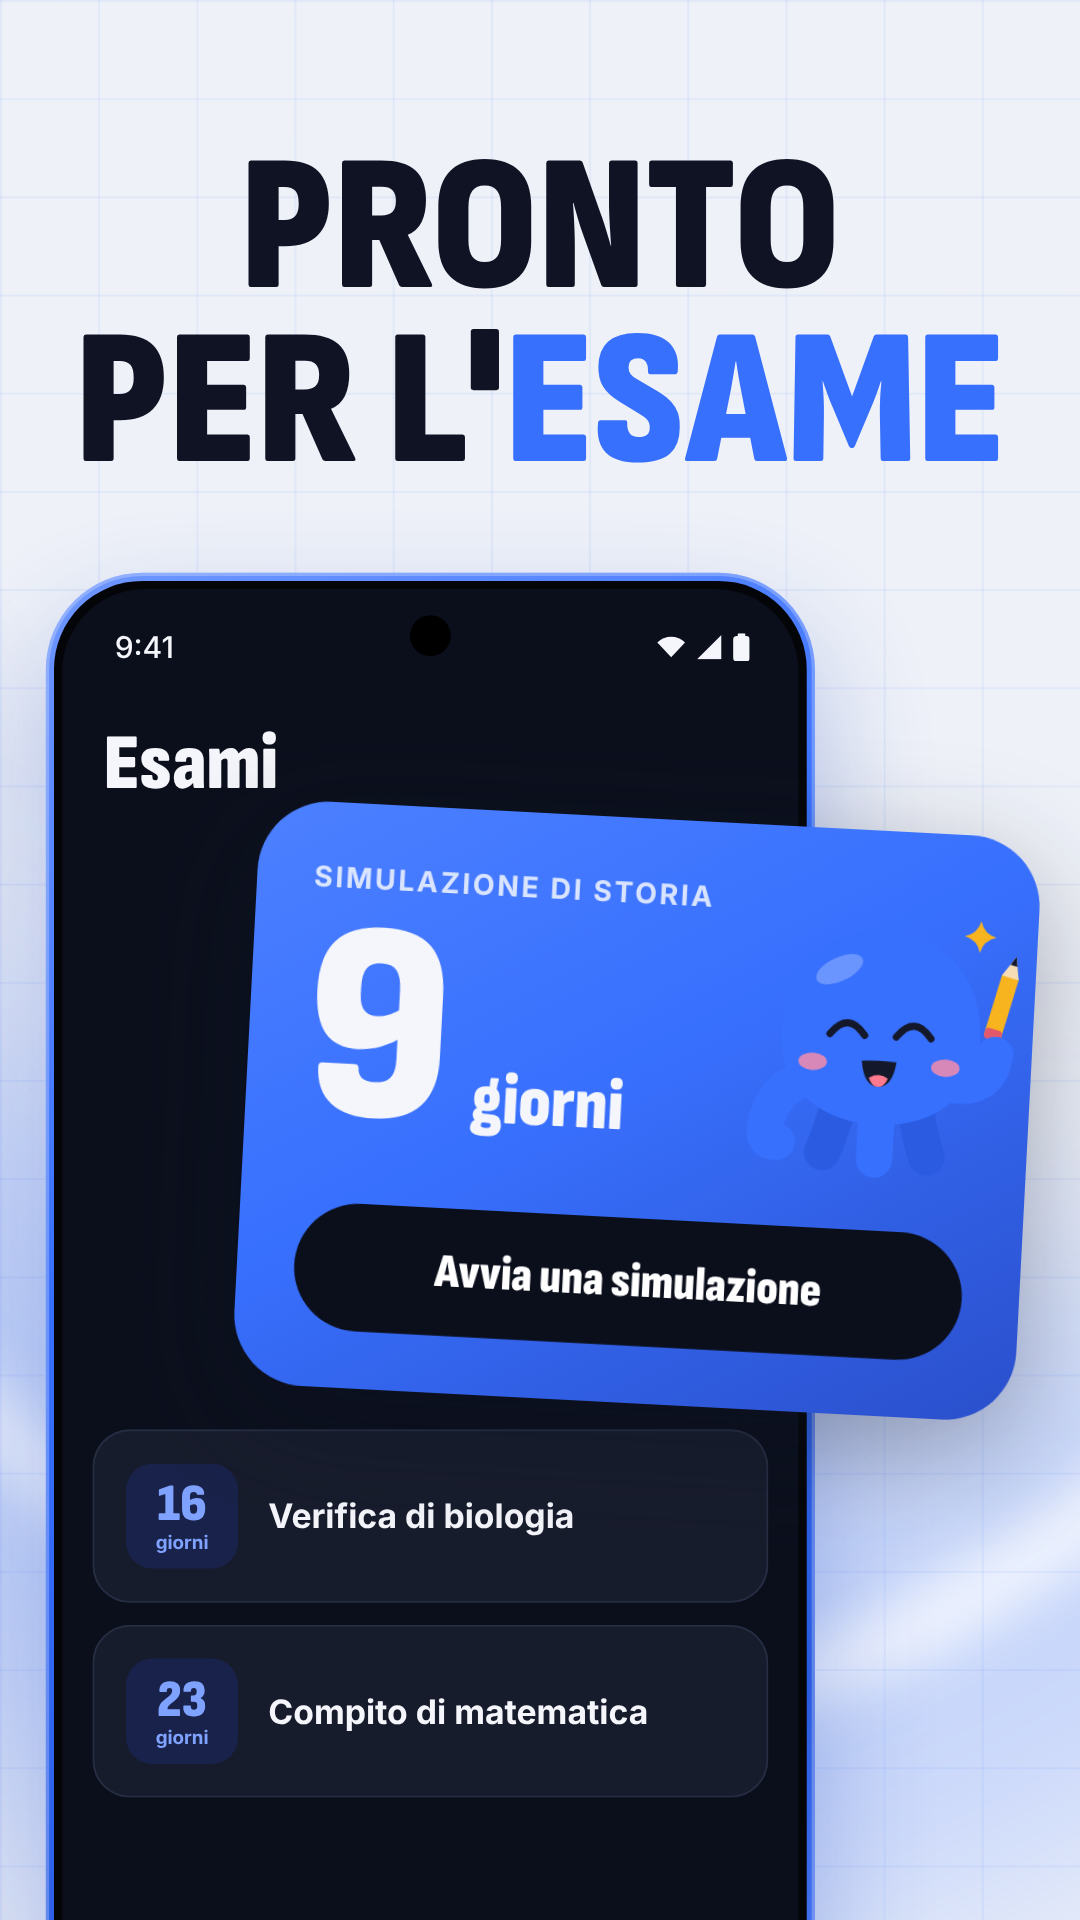 PRONTO
PER L'ESAME
9:41
Esami
SIMULAZIONE DI STORIA
9 giorni
Avvia una simulazione
16
giorni
Verifica di biologia
23
giorni
Compito di matematica